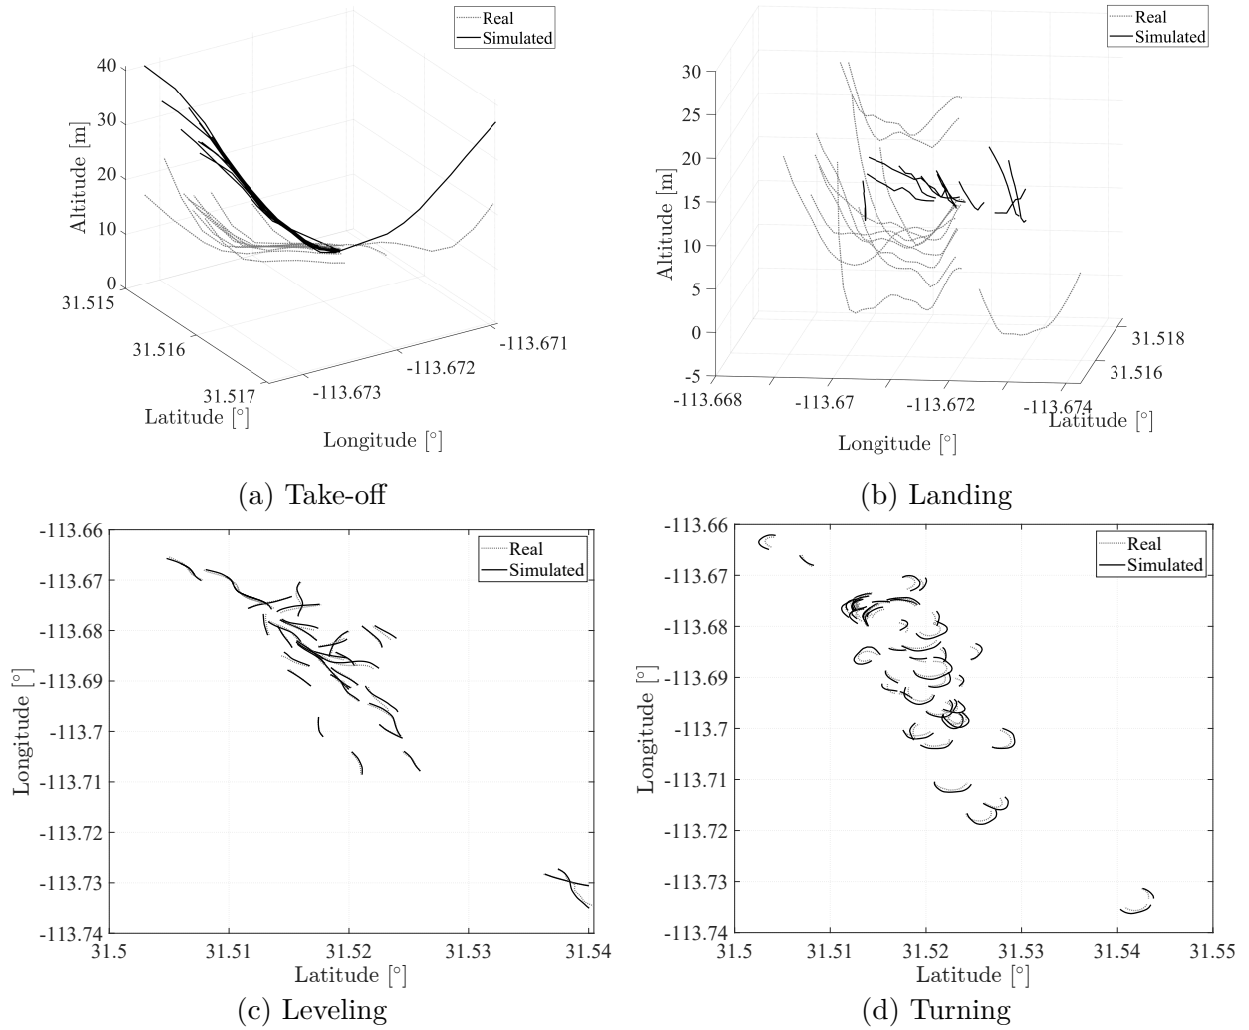 Real
Simulated
40
30
20
10
0
Altitude [m]
31.515
31.516
31.517
Latitude [°]
-113.673
-113.672
-113.671
Longitude [°]
(a) Take-off
Real
Simulated
30
25
20
15
10
5
0
-5
Altitude [m]
-113.668
-113.67
-113.672
-113.674
Longitude [°]
31.518
31.516
Latitude [°]
(b) Landing
Real
Simulated
-113.66
-113.67
-113.68
-113.69
-113.7
-113.71
-113.72
-113.73
-113.74
Longitude [°]
31.5 31.51 31.52 31.53 31.54
Latitude [°]
(c) Leveling
Real
Simulated
-113.66
-113.67
-113.68
-113.69
-113.7
-113.71
-113.72
-113.73
-113.74
Longitude [°]
31.5 31.51 31.52 31.53 31.54 31.55
Latitude [°]
(d) Turning